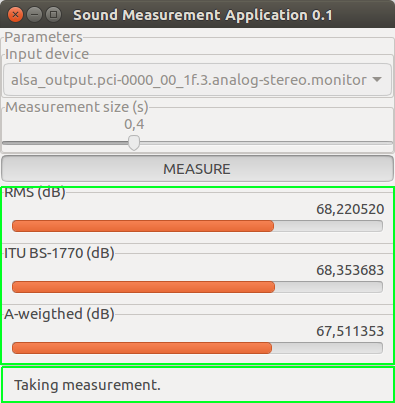 Sound Measurement Application 0.1
Parameters
Input device
alsa_output.pci-0000_00_1f.3.analog-stereo.monitor
Measurement size (s)
0,4
MEASURE
RMS (dB)
68,220520
ITU BS-1770 (dB)
68,353683
A-weigthed (dB)
67,511353
Taking measurement.